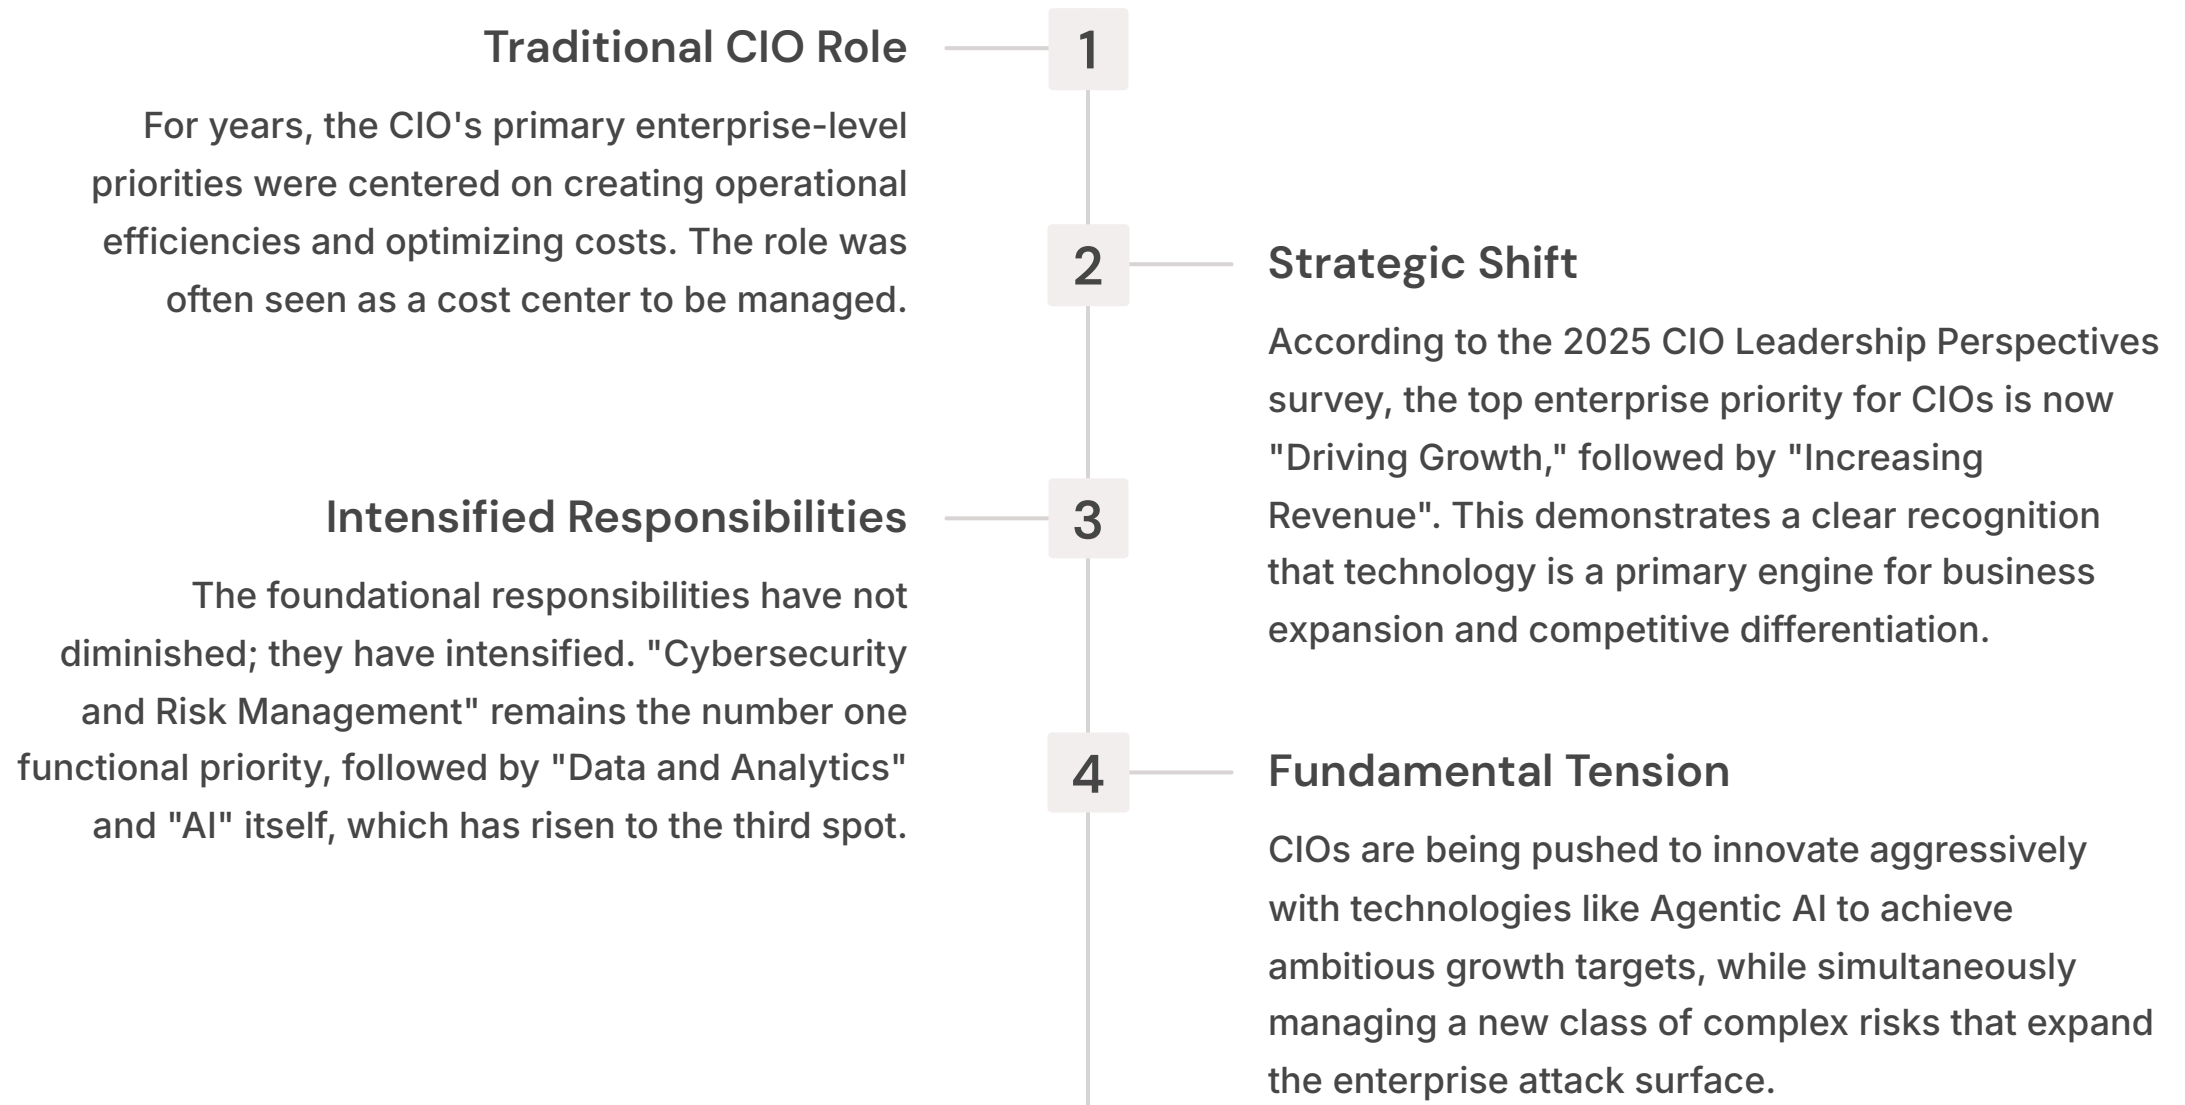 Traditional CIO Role
1
For years, the CIO's primary enterprise-level
priorities were centered on creating operational
efficiencies and optimizing costs. The role was
often seen as a cost center to be managed.
2
Strategic Shift
According to the 2025 CIO Leadership Perspectives
survey, the top enterprise priority for CIOs is now
"Driving Growth," followed by "Increasing
Revenue". This demonstrates a clear recognition
that technology is a primary engine for business
expansion and competitive differentiation.
Intensified Responsibilities
3
The foundational responsibilities have not
diminished; they have intensified. "Cybersecurity
and Risk Management" remains the number one
functional priority, followed by "Data and Analytics"
and "AI" itself, which has risen to the third spot.
4
Fundamental Tension
CIOs are being pushed to innovate aggressively
with technologies like Agentic AI to achieve
ambitious growth targets, while simultaneously
managing a new class of complex risks that expand
the enterprise attack surface.